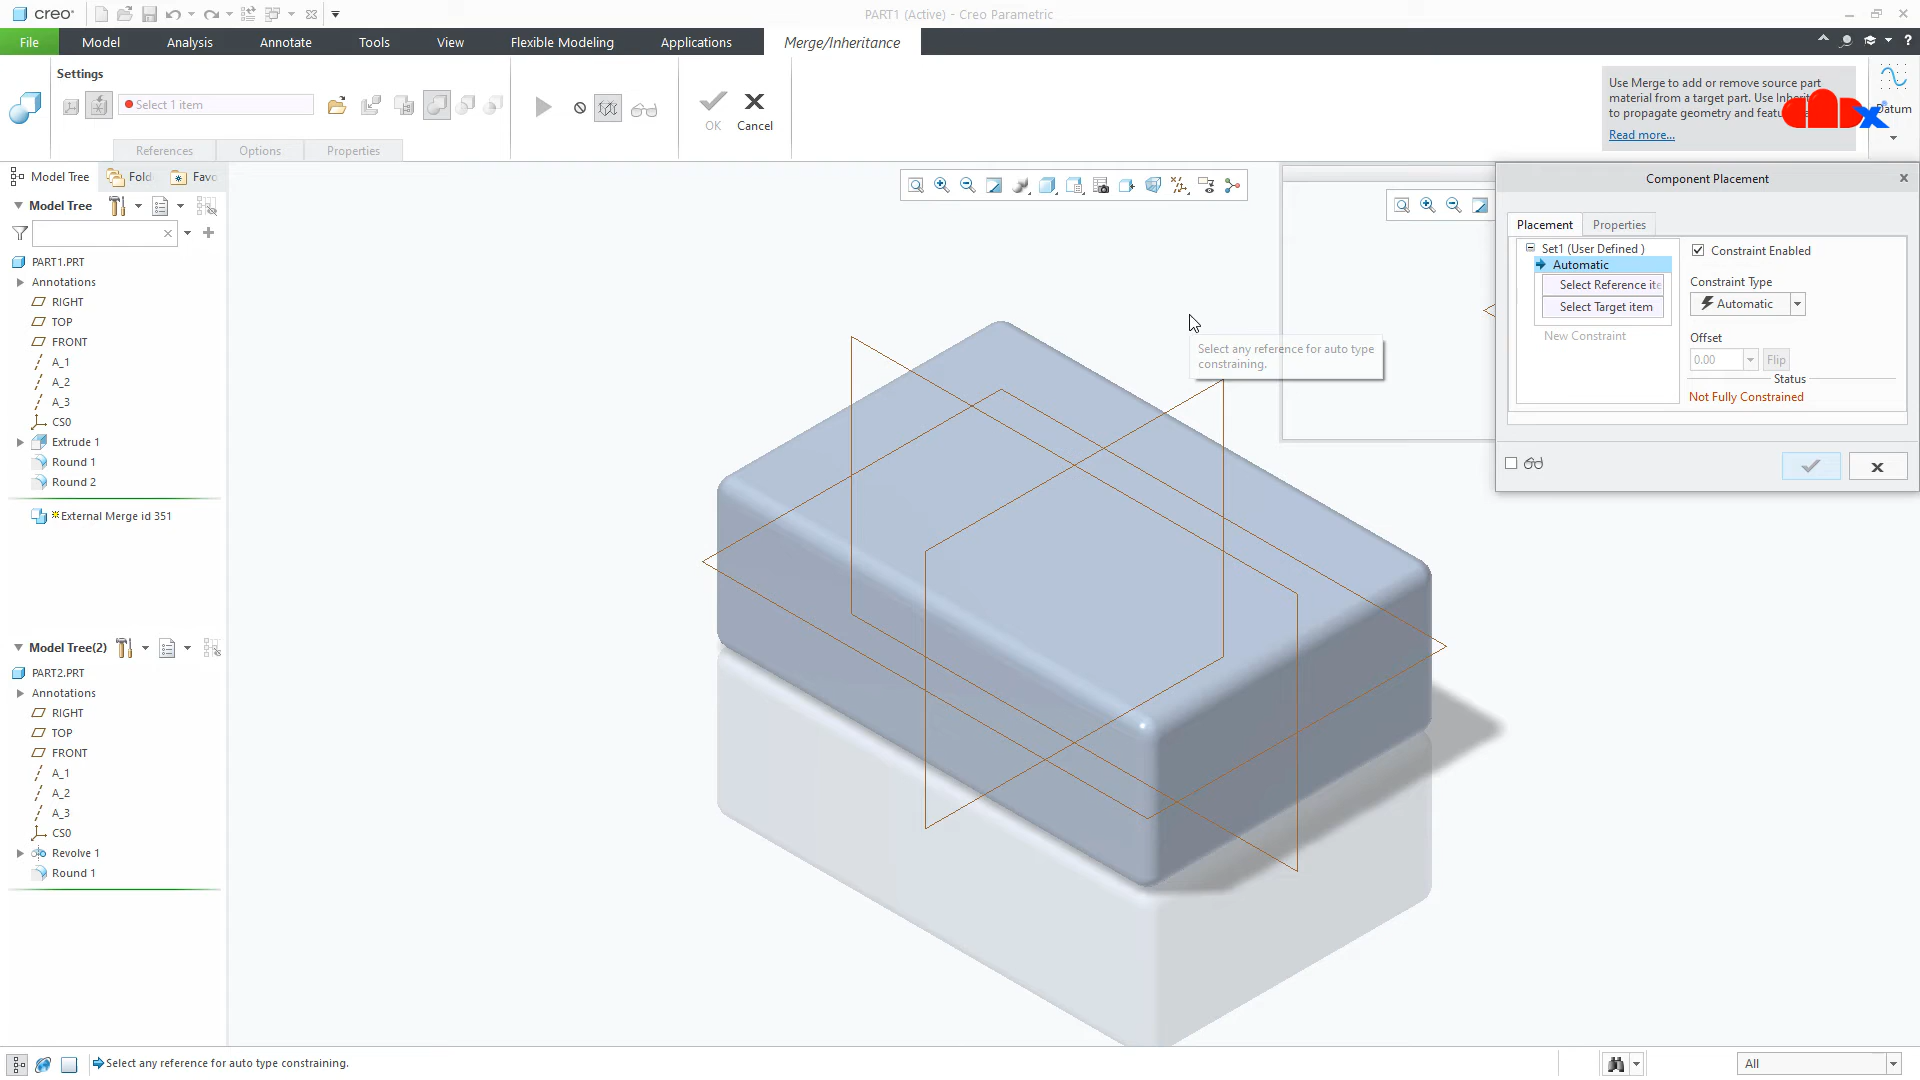 creo
PART1 (Active) - Creo Parametric
File
Model
Analysis
Annotate
Tools
View
Flexible Modeling
Applications
Merge/Inheritance
?
Settings
Select 1 item
OK
Cancel
References
Options
Properties
Use Merge to add or remove source part
material from a target part. Use Inherit
to propagate geometry and featu
Read more...
Datum
Model Tree
Fold
Favo
Model Tree
PART1.PRT
Annotations
RIGHT
TOP
FRONT
A_1
A_2
A_3
CS0
Extrude 1
Round 1
Round 2
External Merge id 351
Model Tree(2)
PART2.PRT
Annotations
RIGHT
TOP
FRONT
A_1
A_2
A_3
CS0
Revolve 1
Round 1
Select any reference for auto type
constraining.
Component Placement
Placement
Properties
Set1 (User Defined )
Automatic
Select Reference ite
Select Target item
New Constraint
Constraint Enabled
Constraint Type
Automatic
Offset
0.00
Flip
Status
Not Fully Constrained
Select any reference for auto type constraining.
All